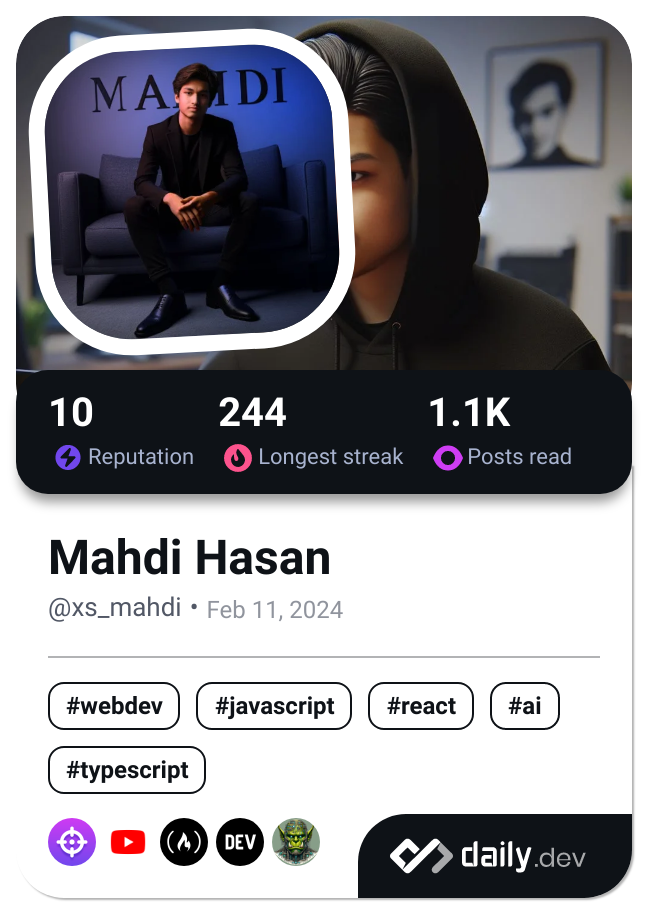 MAHDI
10 244 1.1K
Reputation Longest streak Posts read
Mahdi Hasan
@xs_mahdi • Feb 11, 2024
#webdev #javascript #react #ai
#typescript
DEV
daily.dev